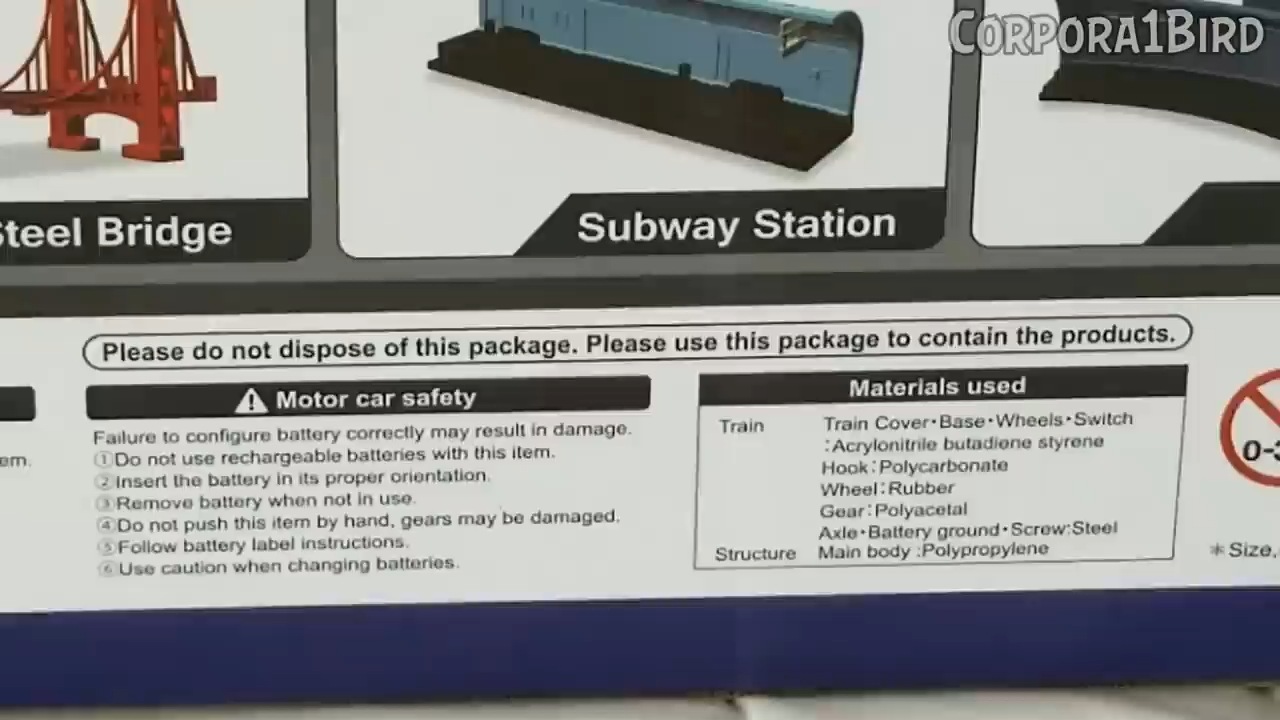 CORPORA1BIRD
Steel Bridge
Subway Station
Please do not dispose of this package. Please use this package to contain the products.
Motor car safety
Failure to configure battery correctly may result in damage.
①Do not use rechargeable batteries with this item.
②Insert the battery in its proper orientation.
③Remove battery when not in use.
④Do not push this item by hand, gears may be damaged.
⑤Follow battery label instructions.
⑥Use caution when changing batteries.
Materials used
Train Train Cover・Base・Wheels・Switch
:Acrylonitrile butadiene styrene
Hook:Polycarbonate
Wheel:Rubber
Gear:Polyacetal
Axle・Battery ground・Screw:Steel
Structure Main body :Polypropylene
0-3
*Size,